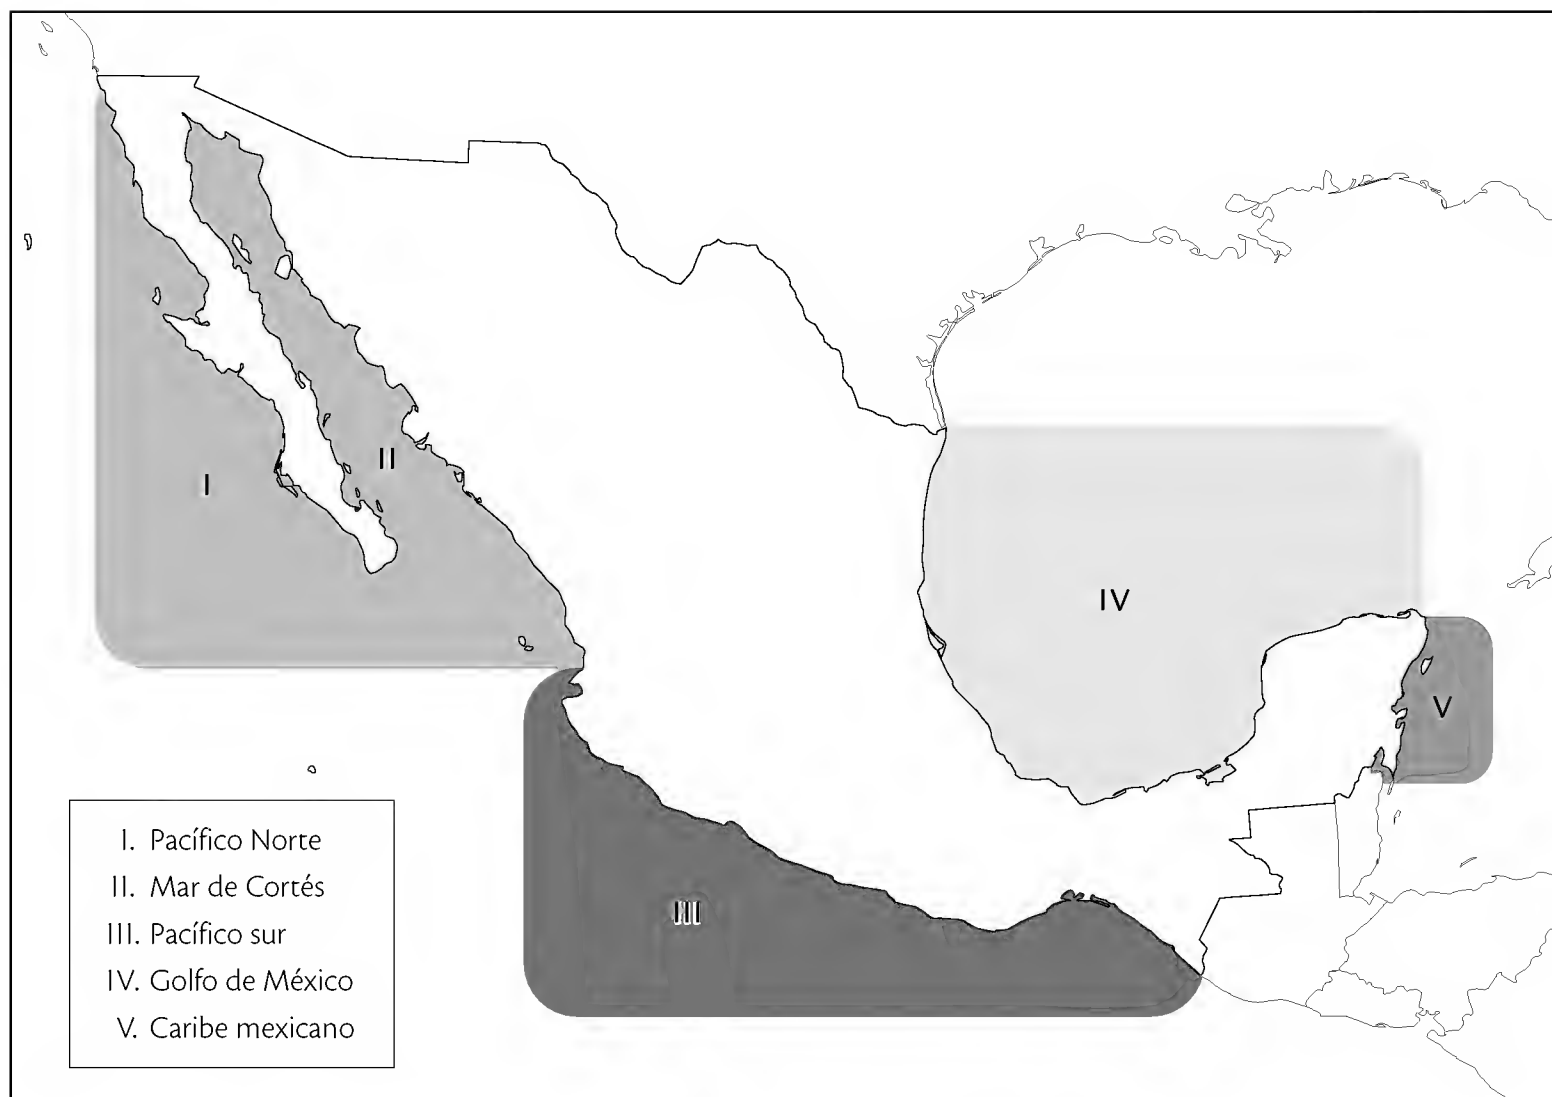 II
I
IV
V
III
I. Pacífico Norte
II. Mar de Cortés
III. Pacífico sur
IV. Golfo de México
V. Caribe mexicano